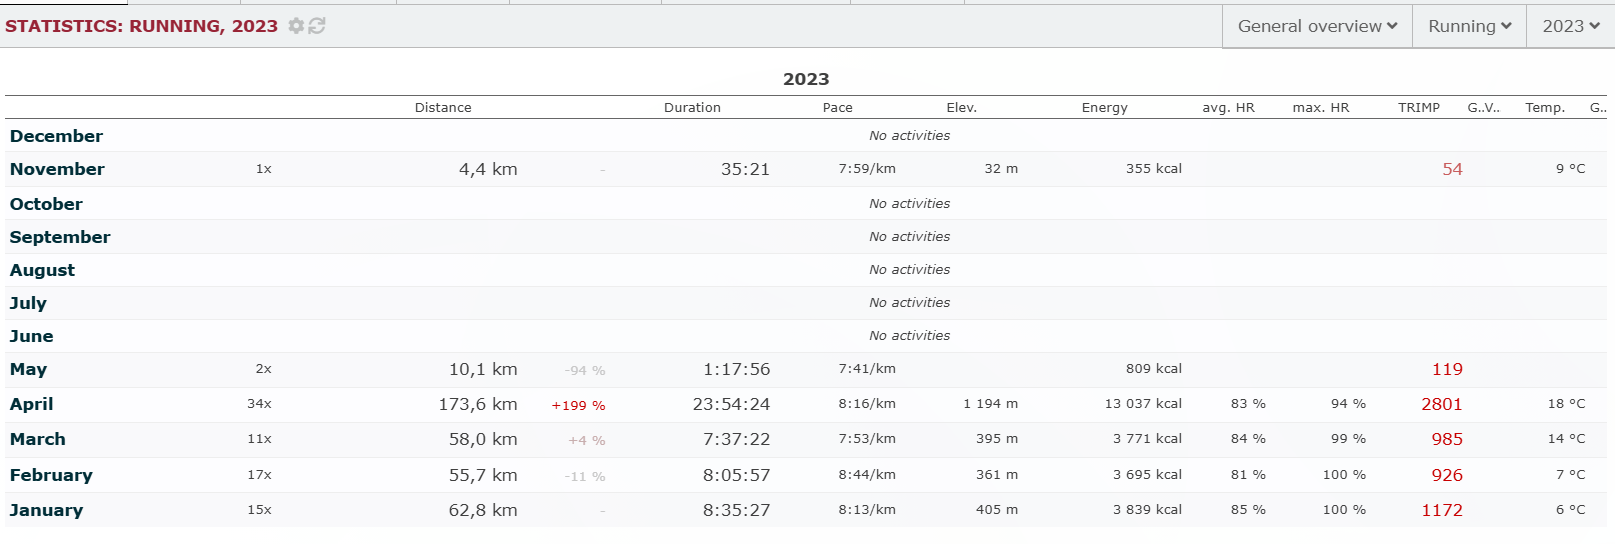 STATISTICS: RUNNING, 2023 General overview Running 2023
2023
Distance Duration Pace Elev. Energy avg. HR max. HR TRIMP G..V.. Temp. G..
December No activities
November 1x 4,4 km - 35:21 7:59/km 32 m 355 kcal 54 9 °C
October No activities
September No activities
August No activities
July No activities
June No activities
May 2x 10,1 km -94 % 1:17:56 7:41/km 809 kcal 119
April 34x 173,6 km +199 % 23:54:24 8:16/km 1 194 m 13 037 kcal 83 % 94 % 2801 18 °C
March 11x 58,0 km +4 % 7:37:22 7:53/km 395 m 3 771 kcal 84 % 99 % 985 14 °C
February 17x 55,7 km -11 % 8:05:57 8:44/km 361 m 3 695 kcal 81 % 100 % 926 7 °C
January 15x 62,8 km - 8:35:27 8:13/km 405 m 3 839 kcal 85 % 100 % 1172 6 °C